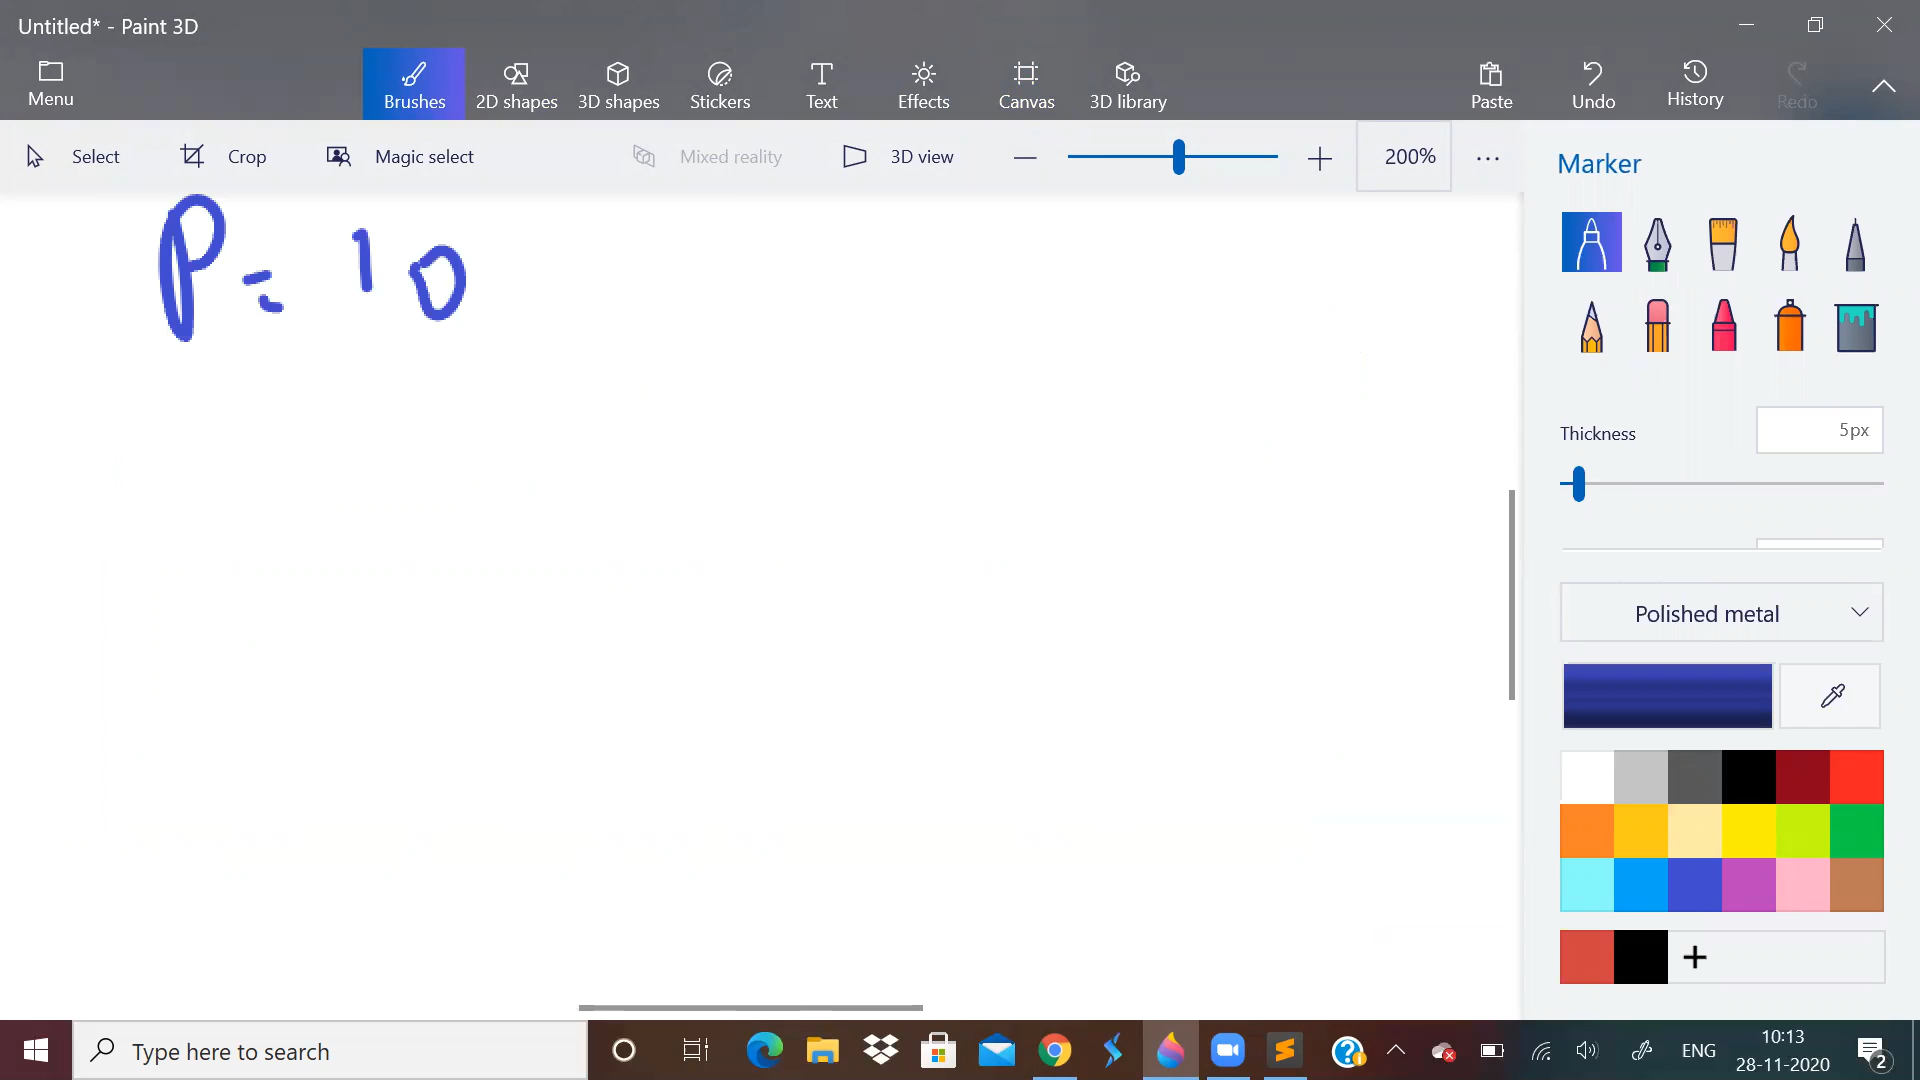 Untitled* - Paint 3D
Menu
Brushes
2D shapes
3D shapes
Stickers
Text
Effects
Canvas
3D library
Paste
Undo
History
Redo
Select
Crop
Magic select
Mixed reality
3D view
200%
Marker
P = 10
Thickness
5px
Polished metal
Type here to search
ENG
10:13
28-11-2020
2